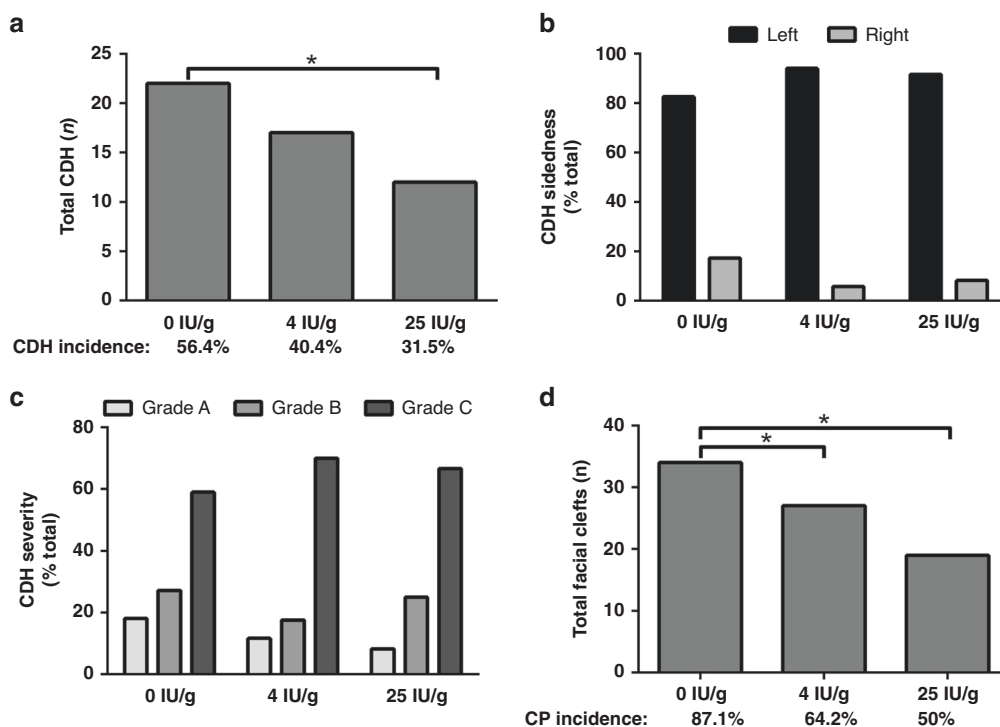 a
*
25
20
15
10
5
0
Total CDH (n)
0 IU/g 4 IU/g 25 IU/g
CDH incidence: 56.4% 40.4% 31.5%
b
Left Right
100
80
60
40
20
0
CDH sidedness
(% total)
0 IU/g 4 IU/g 25 IU/g
c
Grade A Grade B Grade C
80
60
40
20
0
CDH severity
(% total)
0 IU/g 4 IU/g 25 IU/g
d
*
*
40
30
20
10
0
Total facial clefts (n)
0 IU/g 4 IU/g 25 IU/g
CP incidence: 87.1% 64.2% 50%